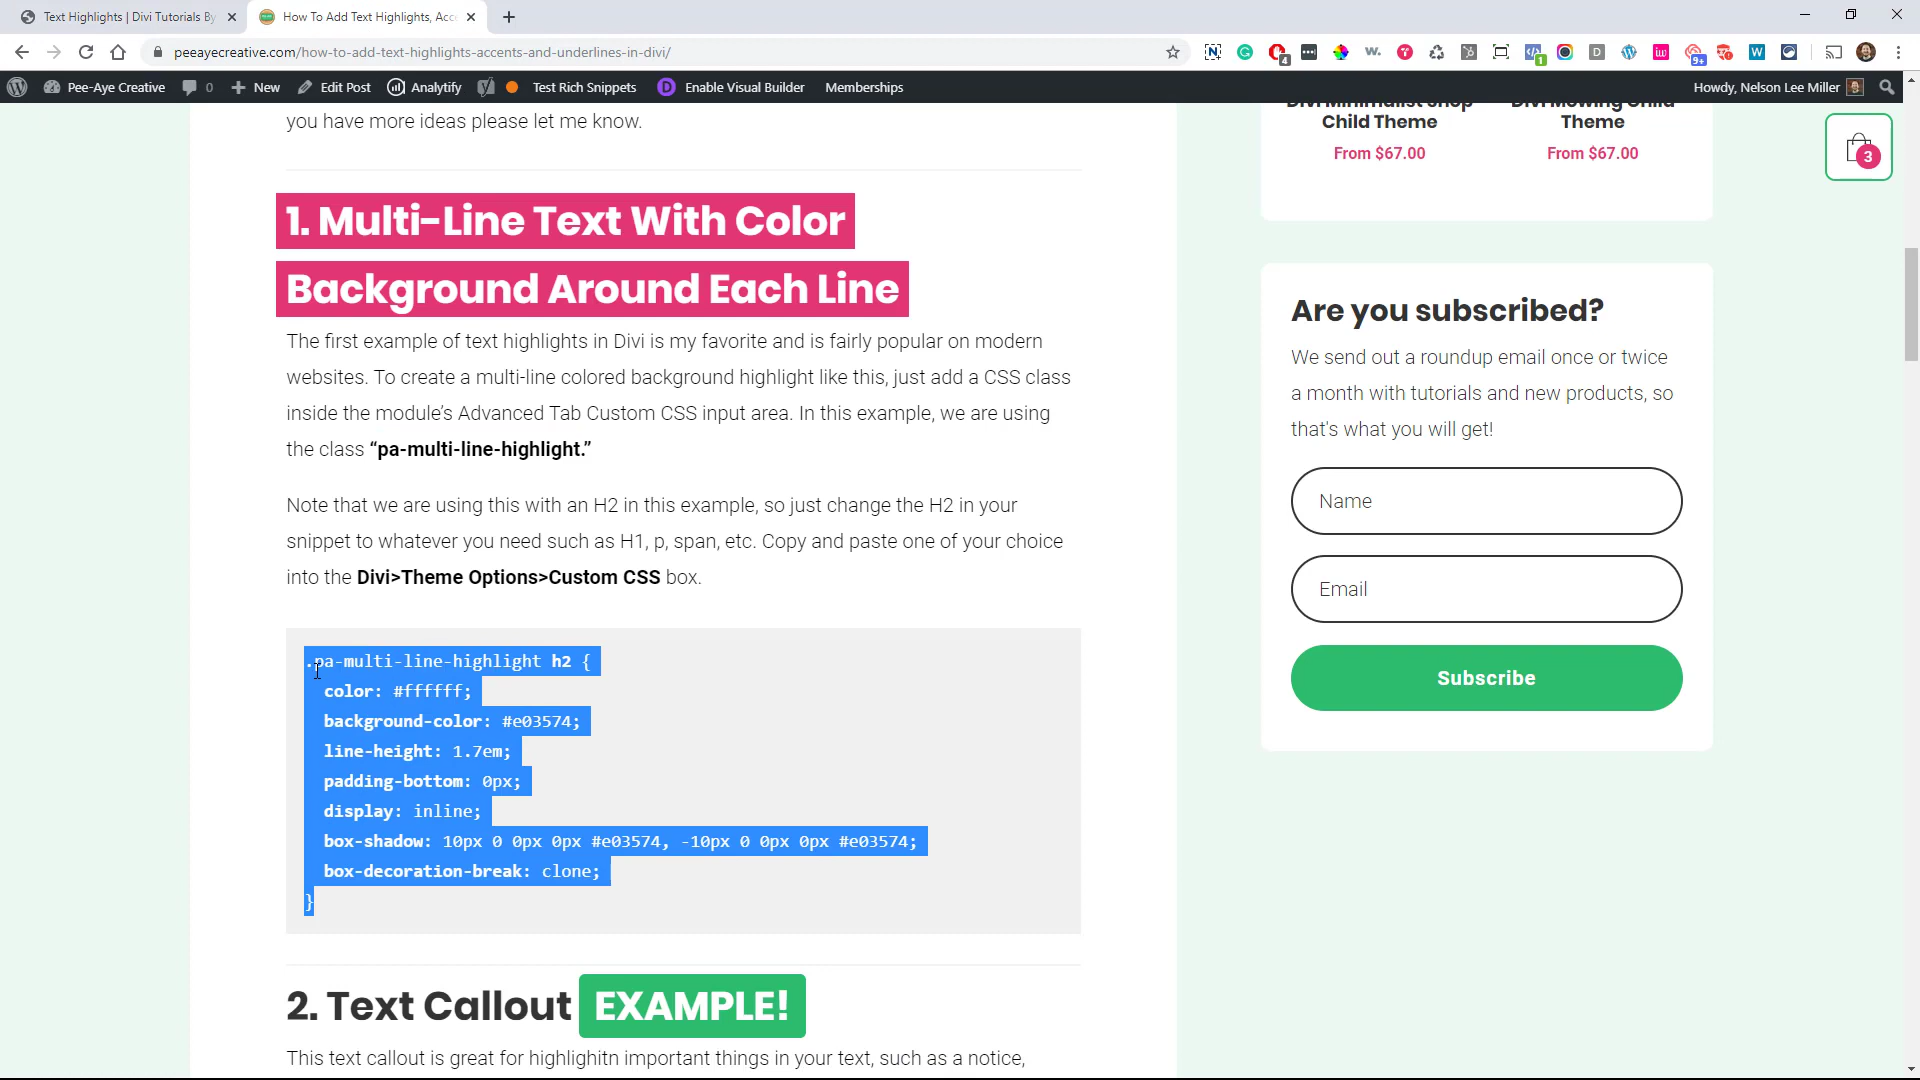 Text Highlights | Divi Tutorials By
How To Add Text Highlights, Acc
peeayecreative.com/how-to-add-text-highlights-accents-and-underlines-in-divi/
4
1
9+
Pee-Aye Creative
0
New
Edit Post
Analytify
Test Rich Snippets
Enable Visual Builder
Memberships
Howdy, Nelson Lee Miller
you have more ideas please let me know.
1. Multi-Line Text With Color
Background Around Each Line
The first example of text highlights in Divi is my favorite and is fairly popular on modern
websites. To create a multi-line colored background highlight like this, just add a CSS class
inside the module’s Advanced Tab Custom CSS input area. In this example, we are using
the class “pa-multi-line-highlight.”
Note that we are using this with an H2 in this example, so just change the H2 in your
snippet to whatever you need such as H1, p, span, etc. Copy and paste one of your choice
into the Divi>Theme Options>Custom CSS box.
.pa-multi-line-highlight h2 {
color: #ffffff;
background-color: #e03574;
line-height: 1.7em;
padding-bottom: 0px;
display: inline;
box-shadow: 10px 0 0px 0px #e03574, -10px 0 0px 0px #e03574;
box-decoration-break: clone;
}
2. Text Callout EXAMPLE!
This text callout is great for highlighitn important things in your text, such as a notice,
Divi Minimalist Shop
Child Theme
From $67.00
Divi Mowing Child
Theme
From $67.00
3
Are you subscribed?
We send out a roundup email once or twice
a month with tutorials and new products, so
that's what you will get!
Name
Email
Subscribe